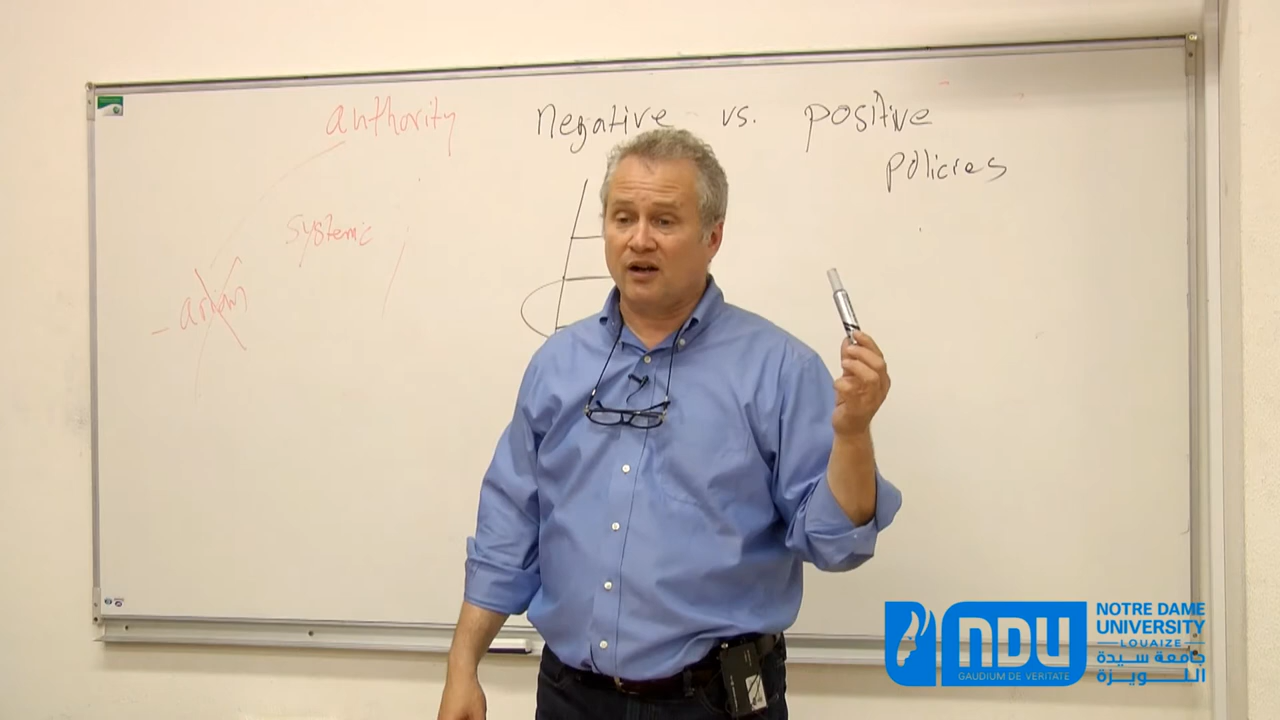 authority
negative vs. positive
policies
systemic
NDU
GAUDIUM DE VERITATE
NOTRE DAME
UNIVERSITY
LOUAIZE
جامعة سيدة
اللويزة